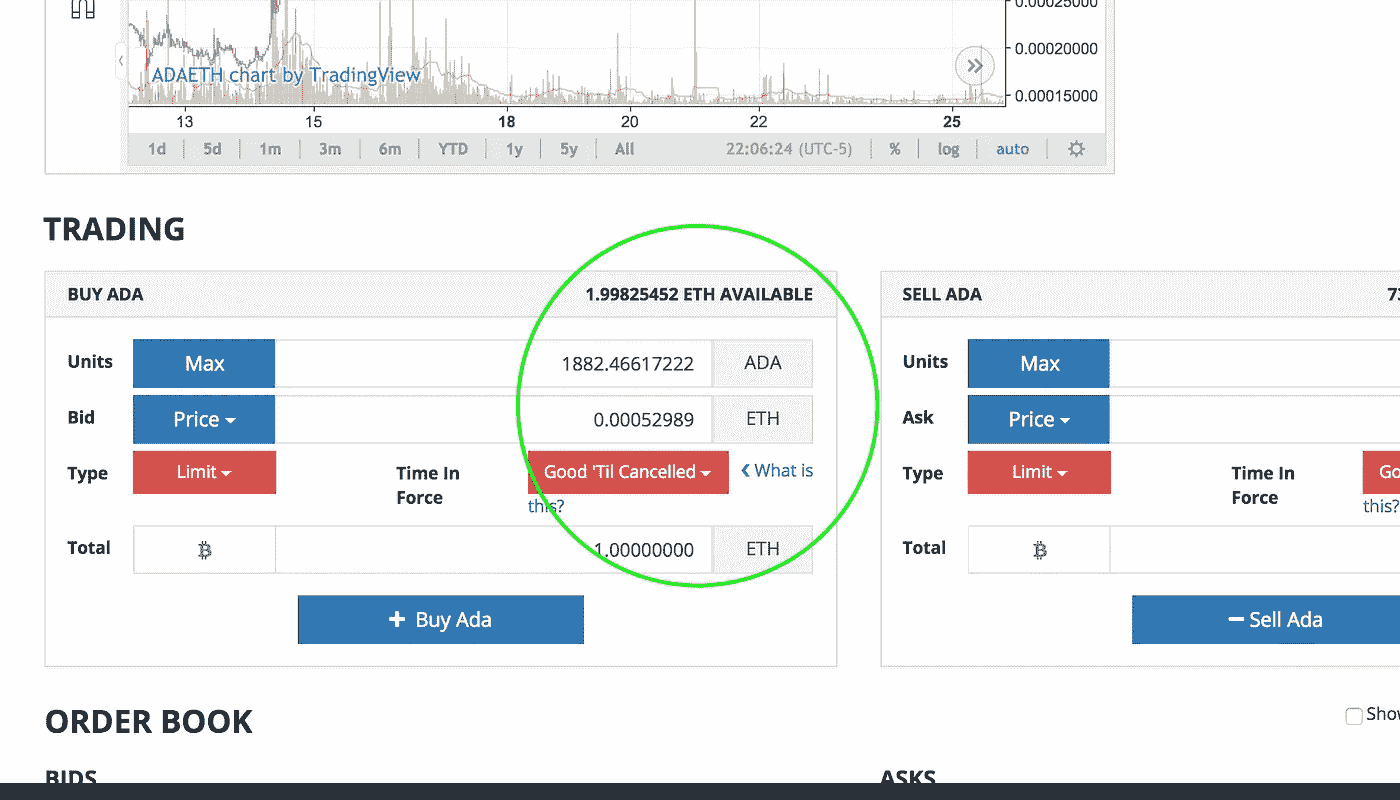 0.00025000
0.00020000
ADAETH chart by TradingView
0.00015000
13 15 18 20 22 25
1d 5d 1m 3m 6m YTD 1y 5y All 22:06:24 (UTC-5) % log auto
TRADING
BUY ADA 1.99825452 ETH AVAILABLE
Units Max 1882.46617222 ADA
Bid Price 0.00052989 ETH
Type Limit Time In Force Good 'Til Cancelled What is this?
Total 1.00000000 ETH
+ Buy Ada
SELL ADA 73
Units Max
Ask Price
Type Limit Time In Force Go this?
Total
− Sell Ada
ORDER BOOK
Show
BIDS ASKS